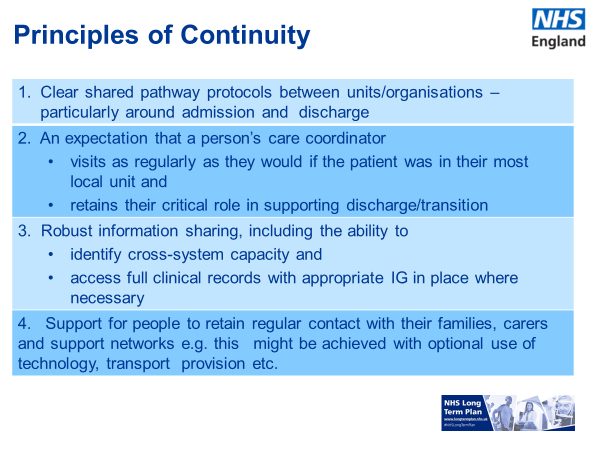 Principles of Continuity
NHS
England
1. Clear shared pathway protocols between units/organisations –
particularly around admission and discharge
2. An expectation that a person's care coordinator
• visits as regularly as they would if the patient was in their most
local unit and
• retains their critical role in supporting discharge/transition
3. Robust information sharing, including the ability to
• identify cross-system capacity and
• access full clinical records with appropriate IG in place where
necessary
4. Support for people to retain regular contact with their families, carers
and support networks e.g. this might be achieved with optional use of
technology, transport provision etc.
NHS Long
Term Plan
www.longtermplan.nhs.uk
#NHSLongTermPlan